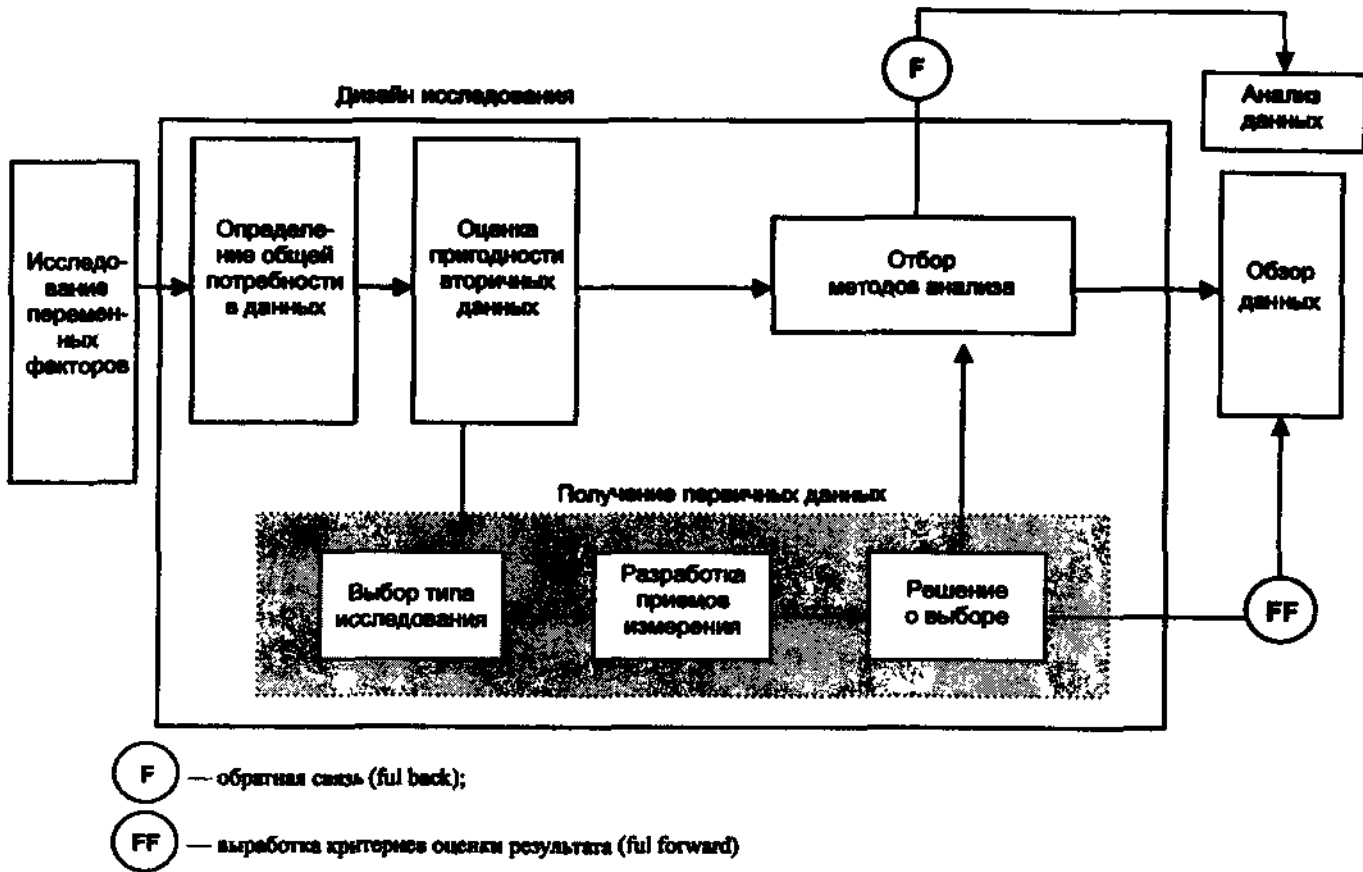 F
Дизайн исследования
Анализ
данных
Исследо-
вание
перемен-
ных
факторов
Определе-
ние общей
потребности
в данных
Оценка
пригодности
вторичных
данных
Отбор
методов анализа
Обзор
данных
Получение первичных данных
Выбор типа
исследования
Разработка
приемов
измерения
Решение
о выборе
FF
F — обратная связь (ful back);
FF — выработка критериев оценки результата (ful forward)